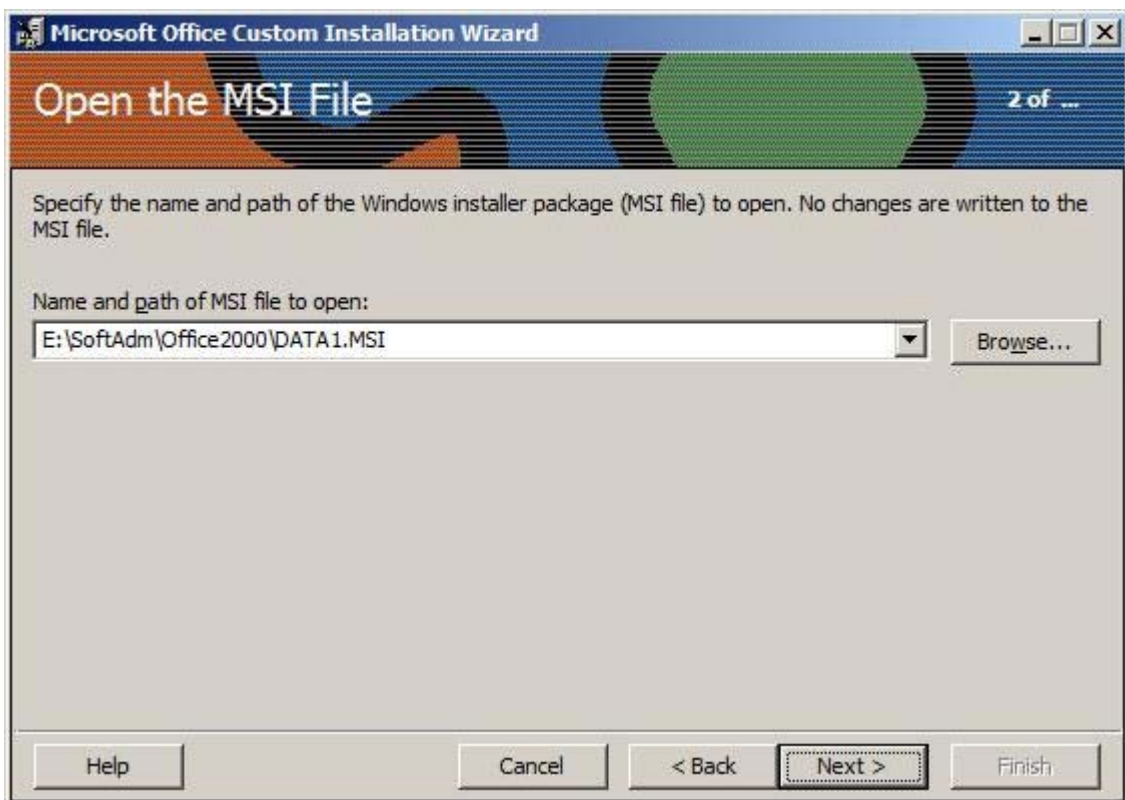 Microsoft Office Custom Installation Wizard
Open the MSI File
2 of ...
Specify the name and path of the Windows installer package (MSI file) to open. No changes are written to the
MSI file.
Name and path of MSI file to open:
E:\SoftAdm\Office2000\DATA1.MSI
Browse...
Help
Cancel
< Back
Next >
Finish